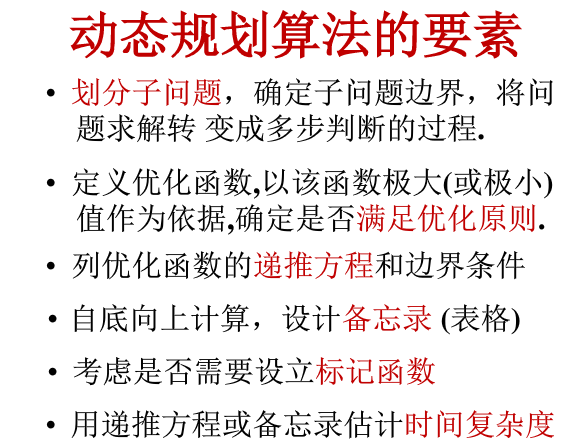 动态规划算法的要素
• 划分子问题，确定子问题边界，将问
题求解转 变成多步判断的过程.
• 定义优化函数,以该函数极大(或极小)
值作为依据,确定是否满足优化原则.
• 列优化函数的递推方程和边界条件
• 自底向上计算，设计备忘录 (表格)
• 考虑是否需要设立标记函数
• 用递推方程或备忘录估计时间复杂度